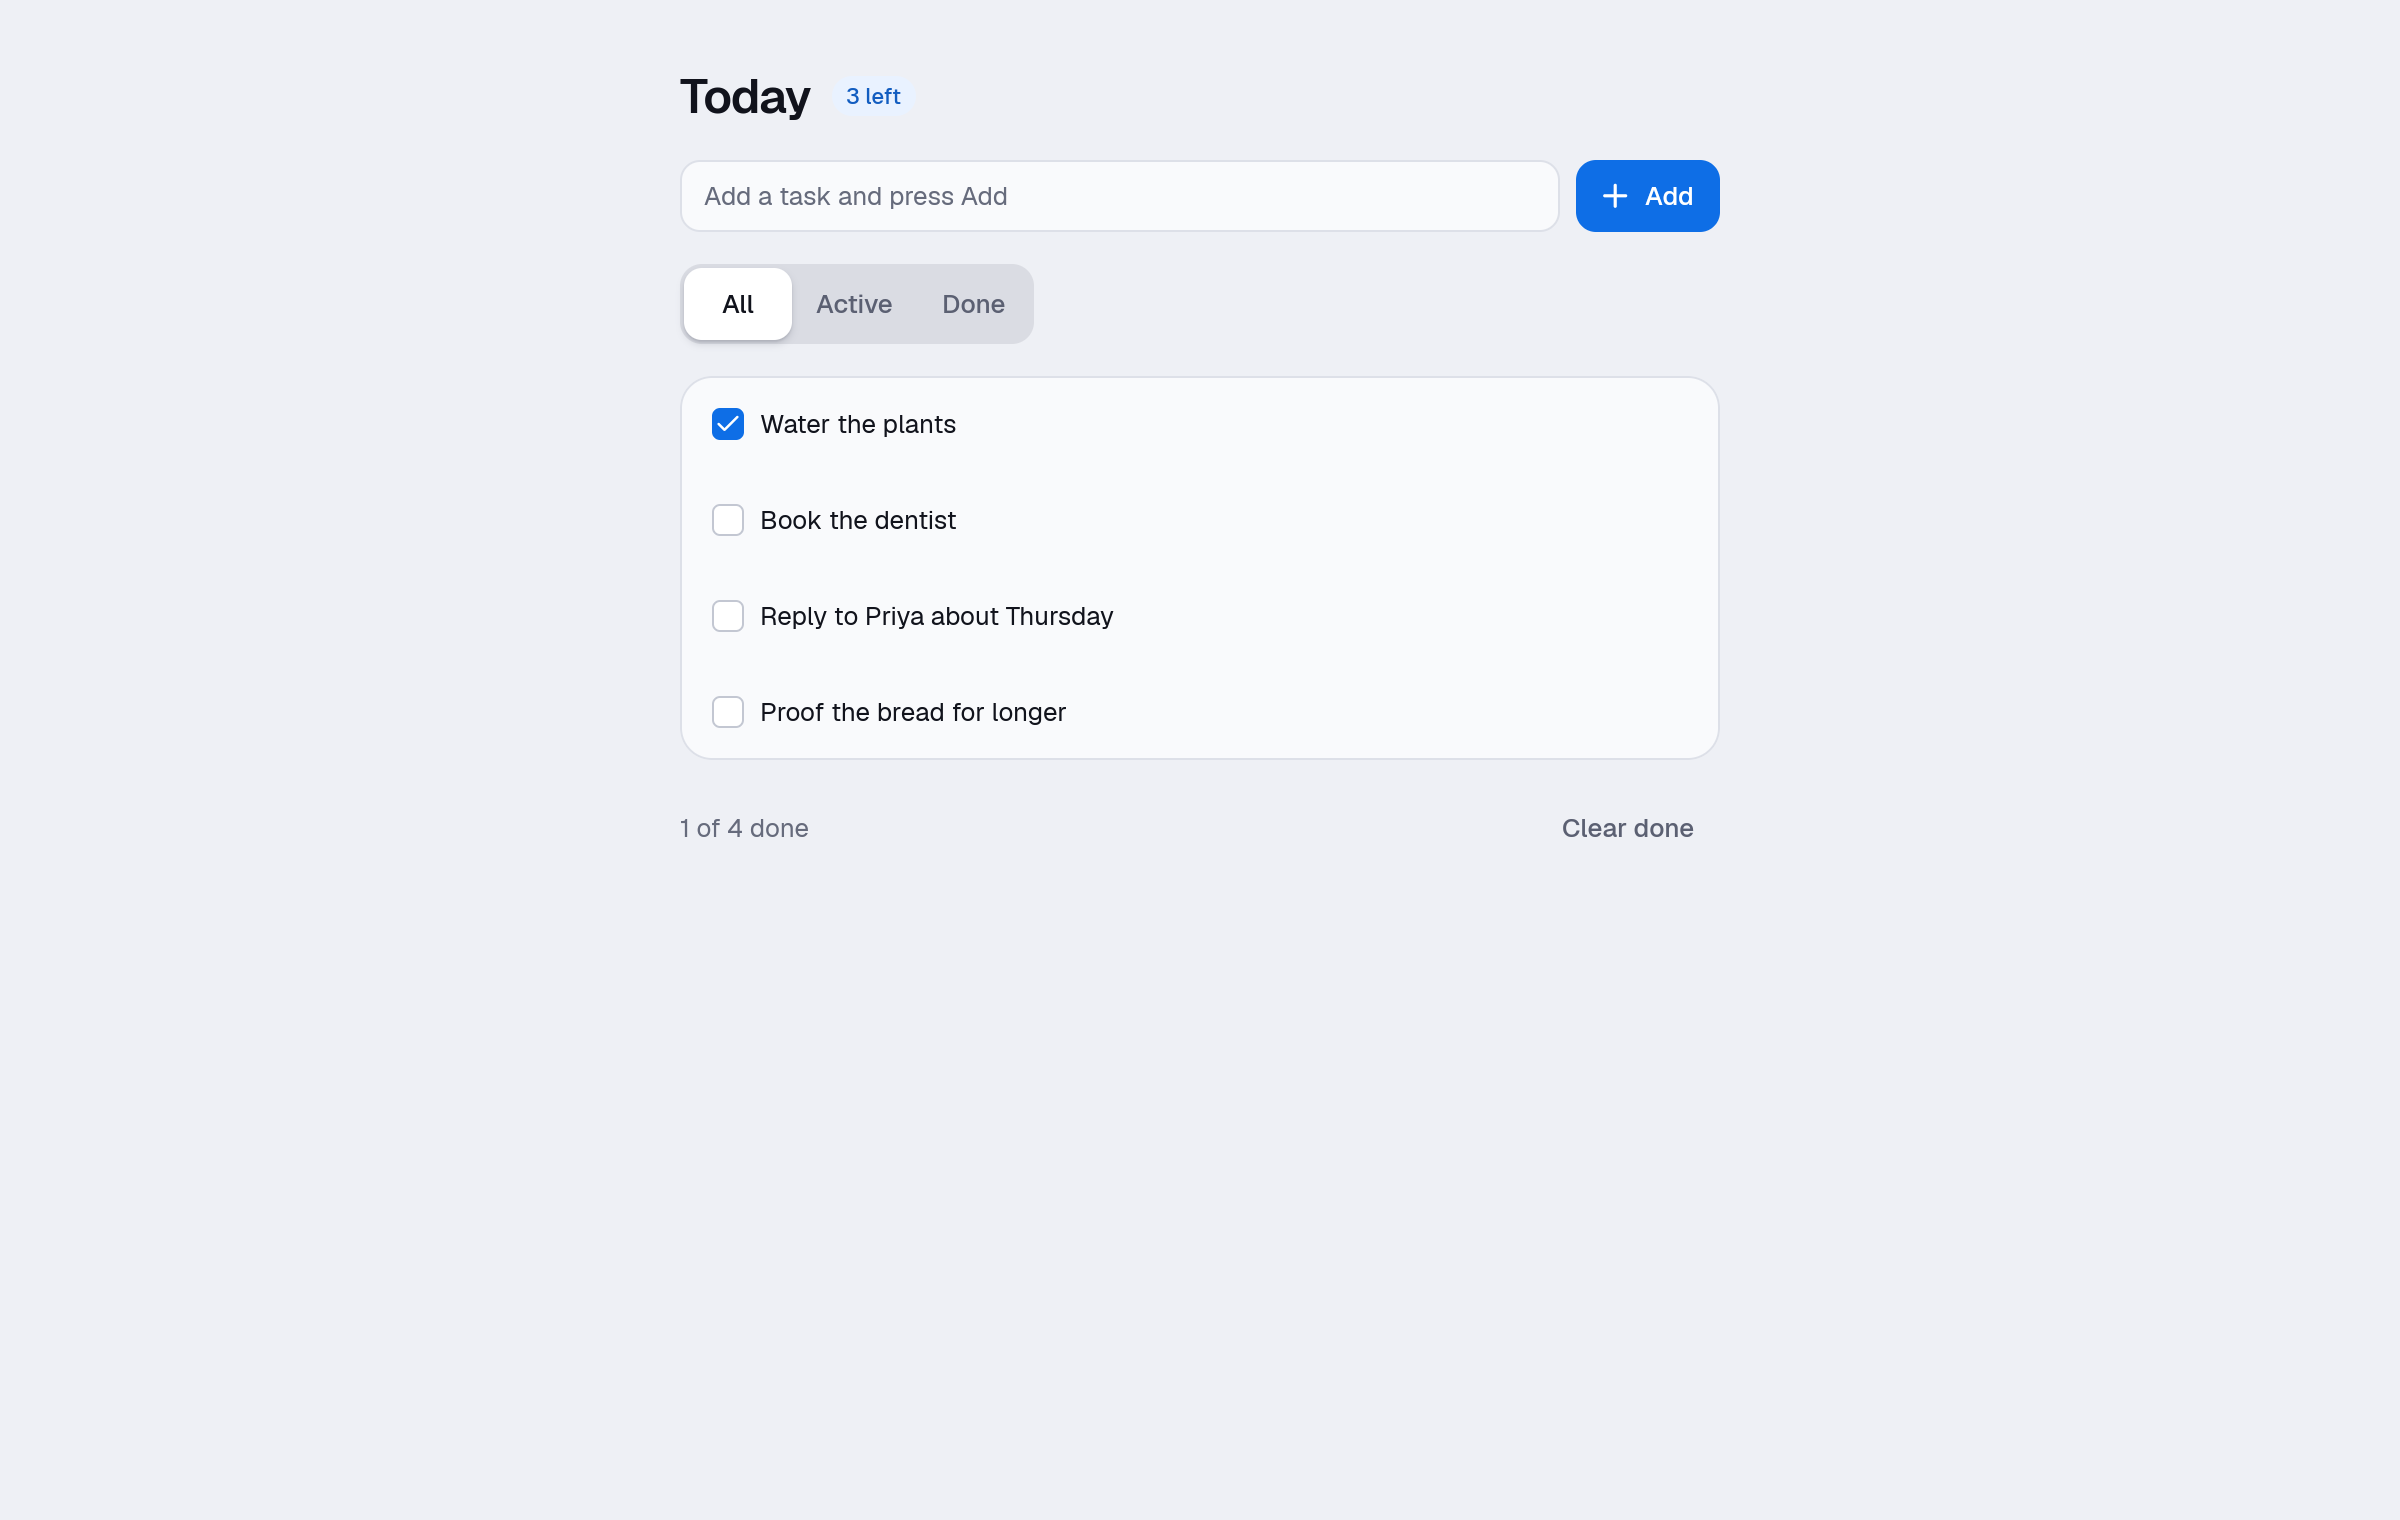 Today 3 left
Add a task and press Add
Add
All Active Done
Water the plants
Book the dentist
Reply to Priya about Thursday
Proof the bread for longer
1 of 4 done
Clear done